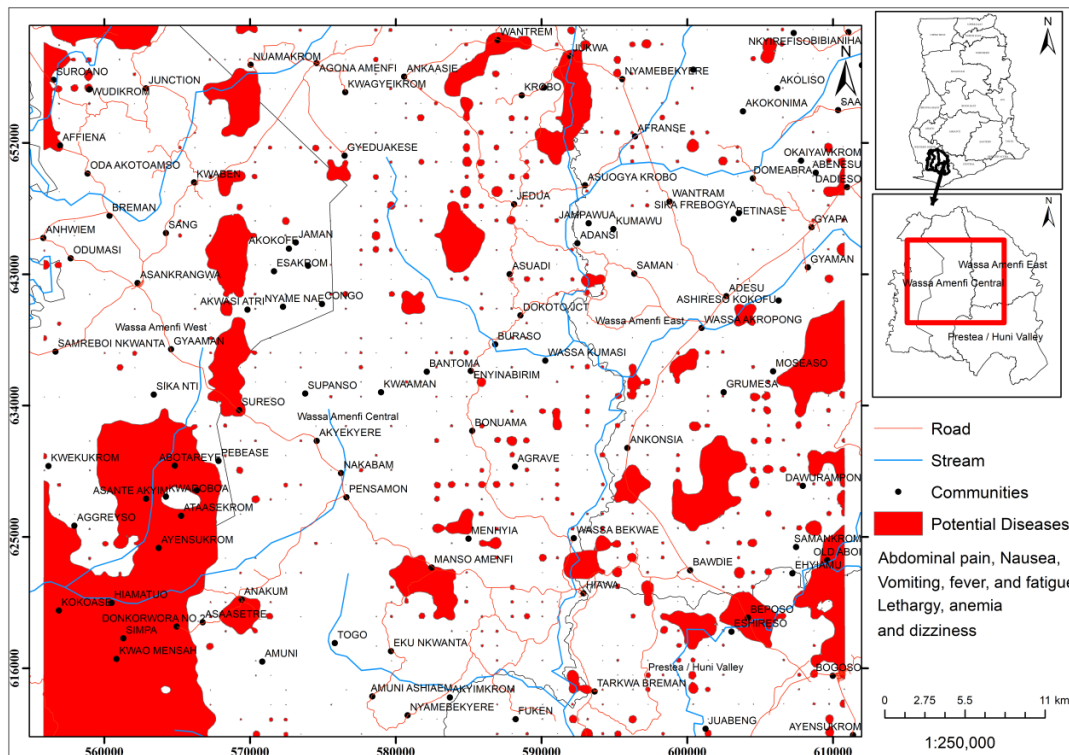 WANTREM
JUKWA
NKYIREFISO
BIBIANIHA
N
NUAMAKROM
AGONA AMENFI
ANKAASIE
SUROANO
JUNCTION
NYAMEBEKYERE
WUDIKROM
KWAGYEIKROM
KROBO
AKOLISO
AKOKONIMA
SAA
AFFIENA
AFRANSE
GYEDUAKESE
OKAIYAWKROM
ODA AKOTOAMSO
ABENESU
KWABEN
DOMEABRA
DADIESO
ASUOGYA KROBO
WANTRAM
JEDUA
SIKA FREBOGYA
BREMAN
JAMPAWUA
KUMAWU
BETINASE
GYAPA
ANHWIEM
SANG
AKOKOFE
JAMAN
ADANSI
ODUMASI
ESAKROM
ASUADI
SAMAN
GYAMAN
ASANKRANGWA
ADESU
AKWASI ATRI
NYAME NAE
CONGO
ASHIRESO KOKOFU
DOKOTO JCT
Wassa Amenfi West
Wassa Amenfi East
WASSA AKROPONG
SAMREBOI NKWANTA
GYAAMAN
BURASO
WASSA KUMASI
BANTOMA
ENYINABIRIM
MOSEASO
SIKA NTI
SUPANSO
KWAAMAN
GRUMESA
SURESO
Wassa Amenfi Central
BONUAMA
AKYEKYERE
ANKONSIA
KWEKUKROM
ABOTAREYE
PEBEASE
NAKABAM
AGRAVE
ASANTE AKYIM
KWABOBOA
DAWURAMPON
PENSAMON
ATAASEKROM
AGGREYSO
MENHYIA
WASSA BEKWAE
SAMANKROM
AYENSUKROM
OLD ABOI
MANSO AMENFI
BAWDIE
EHYIAMU
HIAWA
HIAMATUO
ANAKUM
KOKOASE
DONKORWORA NO.2
ASAASETRE
BEPOSO
SIMPA
ESHIRESO
TOGO
EKU NKWANTA
KWAO MENSAH
AMUNI
Prestea / Huni Valley
BOGOSO
AMUNI ASHIAEM
AKYIMKROM
TARKWA BREMAN
NYAMEBEKYERE
FUKEN
JUABENG
AYENSUKROM
652000
643000
634000
625000
616000
560000
570000
580000
590000
600000
610000
N
N
Wassa Amenfi East
Wassa Amenfi Central
Prestea / Huni Valley
Road
Stream
Communities
Potential Diseases
Abdominal pain, Nausea,
Vomiting, fever, and fatigue
Lethargy, anemia
and dizziness
0 2.75 5.5 11 km
1:250,000